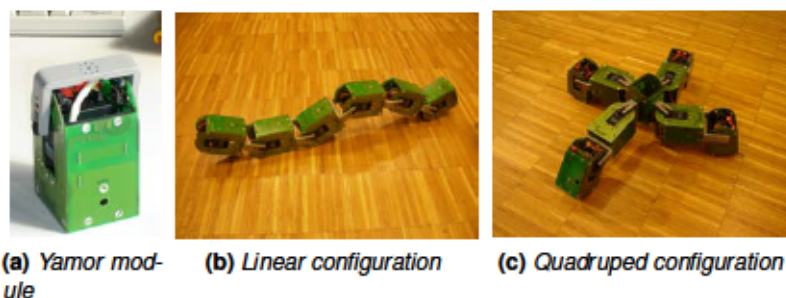 (a) Yamor mod-
ule
(b) Linear configuration
(c) Quadruped configuration